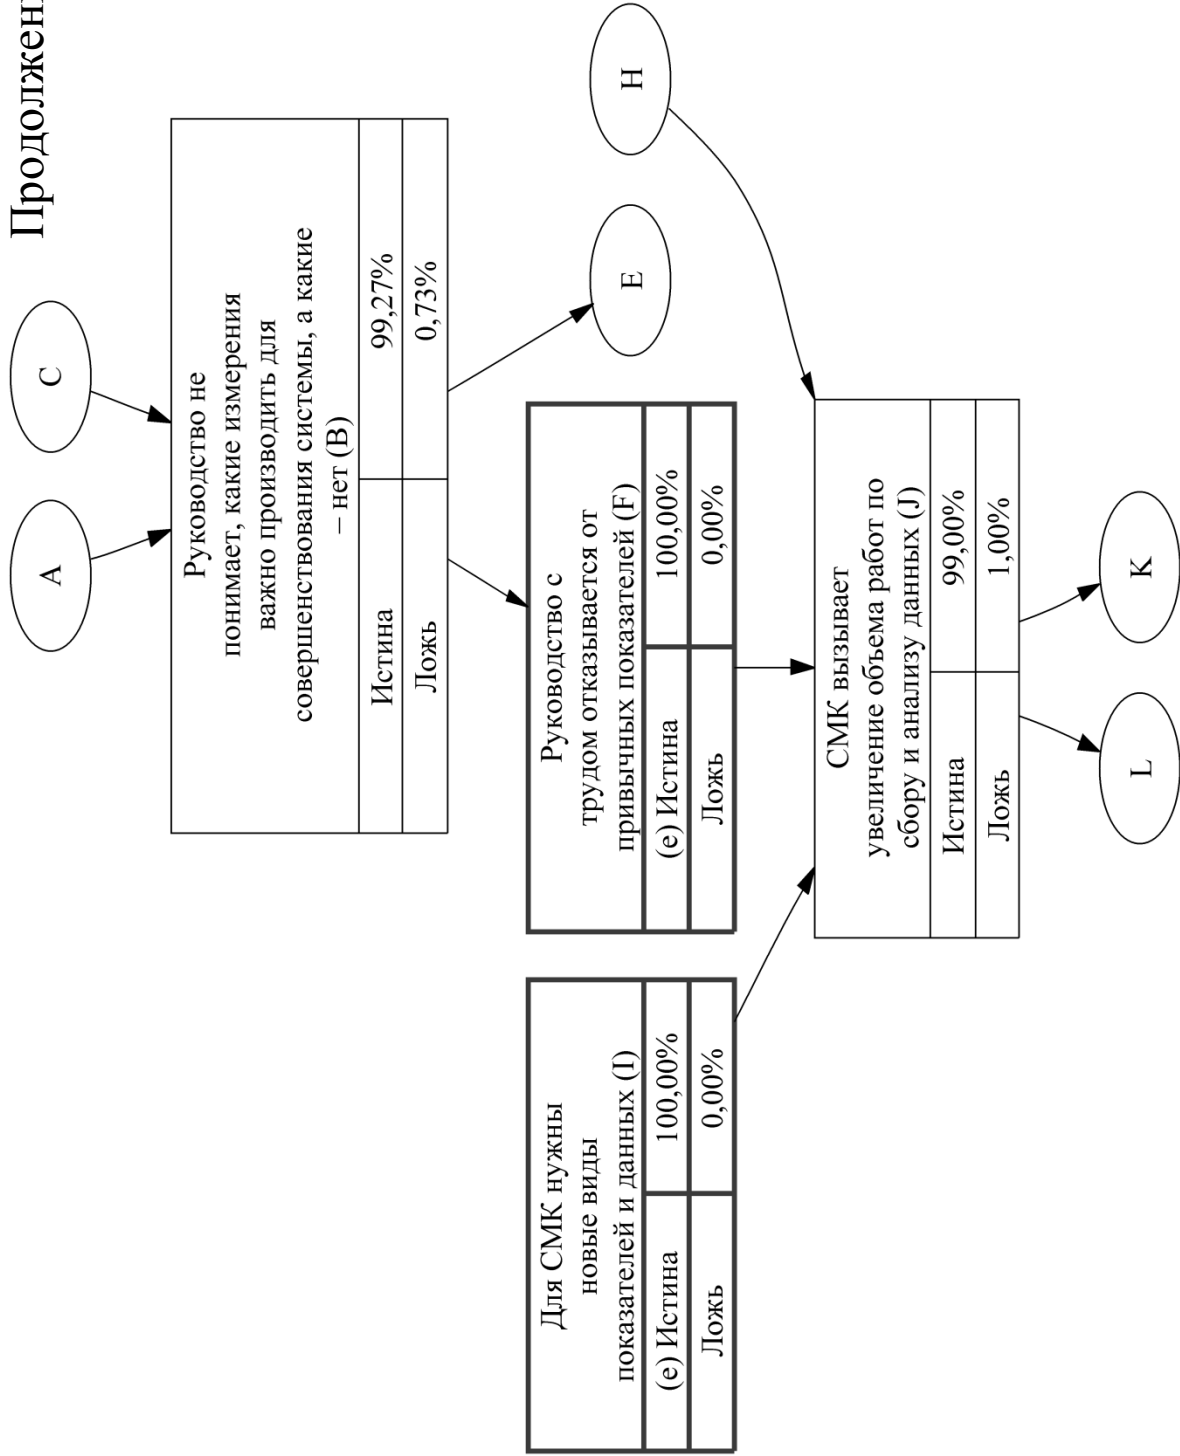 Продолжен
A
C
Руководство не
понимает, какие измерения
важно производить для
совершенствования системы, а какие
– нет (B)
Истина 99,27%
Ложь 0,73%
Для СМК нужны
новые виды
показателей и данных (I)
(e) Истина 100,00%
Ложь 0,00%
Руководство с
трудом отказывается от
привычных показателей (F)
(e) Истина 100,00%
Ложь 0,00%
E
H
СМК вызывает
увеличение объема работ по
сбору и анализу данных (J)
Истина 99,00%
Ложь 1,00%
L
K